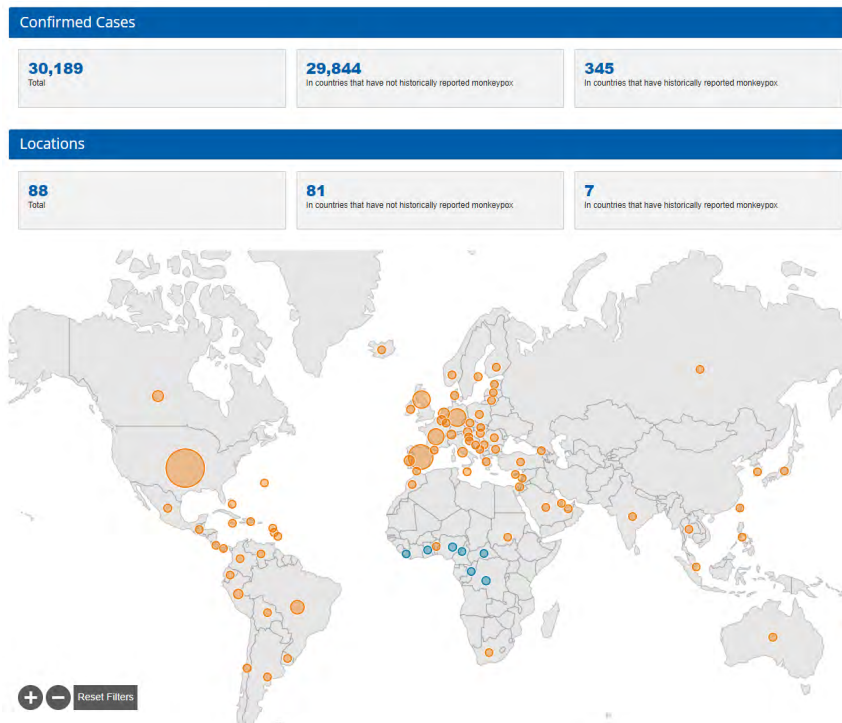 Confirmed Cases
30,189
Total
29,844
In countries that have not historically reported monkeypox
345
In countries that have historically reported monkeypox
Locations
88
Total
81
In countries that have not historically reported monkeypox
7
In countries that have historically reported monkeypox
Reset Filters